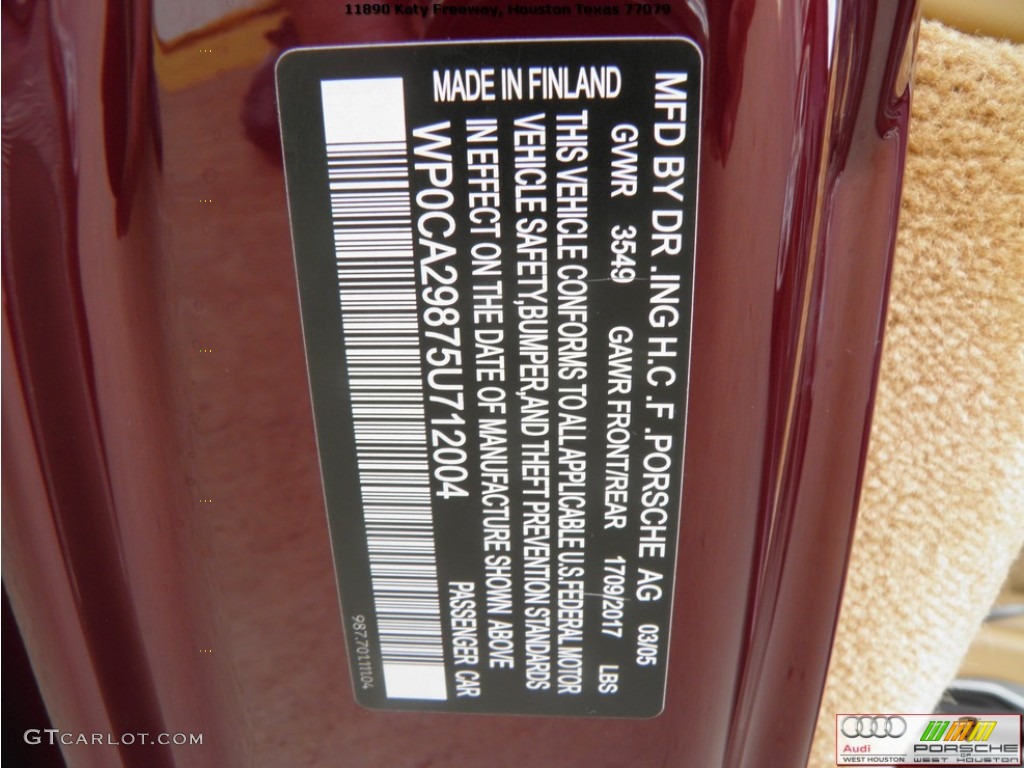 11890 Katy Freeway, Houston Texas 77079
MFD BY DR .ING H.C .F .PORSCHE AG 03/05
GVWR 3549 GAWR FRONT/REAR 1709/2017 LBS
THIS VEHICLE CONFORMS TO ALL APPLICABLE U.S.FEDERAL MOTOR
VEHICLE SAFETY,BUMPER,AND THEFT PREVENTION STANDARDS
IN EFFECT ON THE DATE OF MANUFACTURE SHOWN ABOVE
MADE IN FINLAND
WP0CA29875U712004 PASSENGER CAR
987.701.111.04
GTCARLOT.COM
Audi
WEST HOUSTON
PORSCHE
OF
WEST HOUSTON